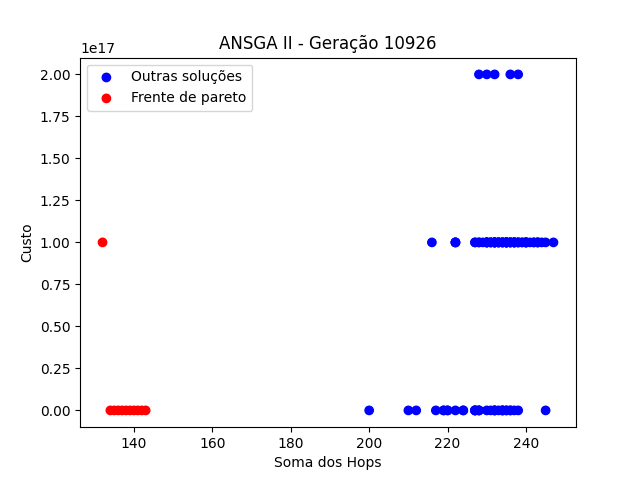 ANSGA II - Geração 10926
1e17
Outras soluções
Frente de pareto
2.00
1.75
1.50
1.25
1.00
0.75
0.50
0.25
0.00
Custo
140 160 180 200 220 240
Soma dos Hops